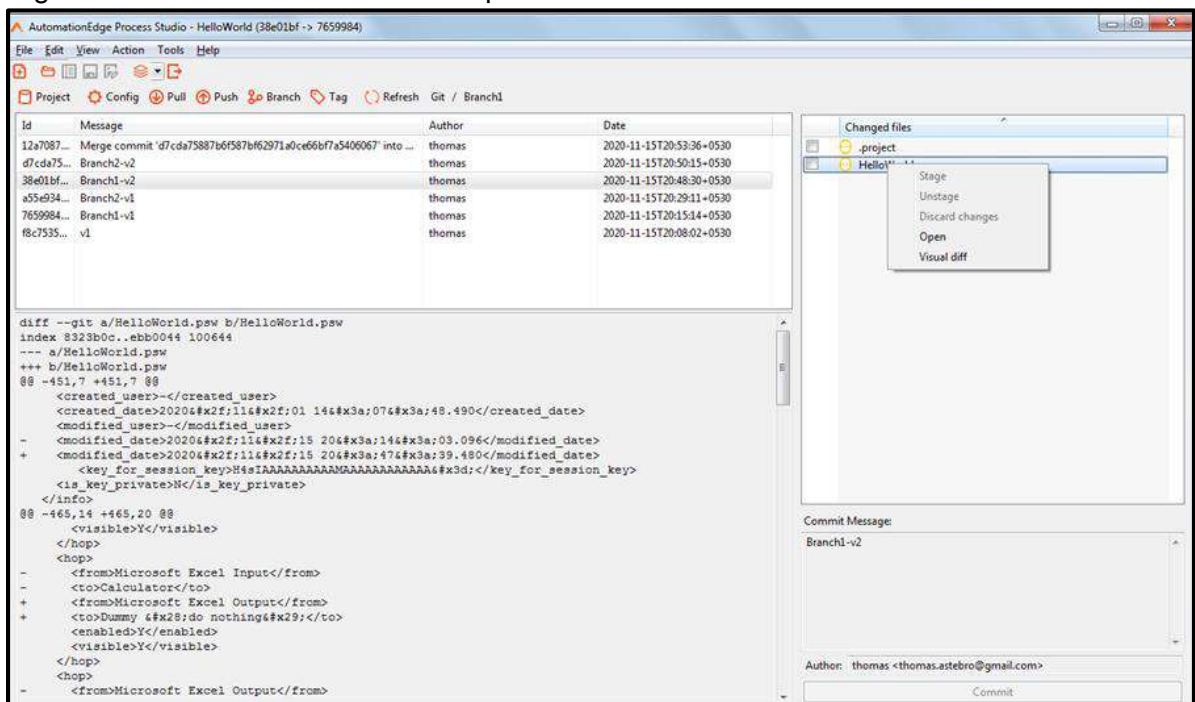 AutomationEdge Process Studio - HelloWorld (38e01bf -> 7659984)
File Edit View Action Tools Help
Project Config Pull Push Branch Tag Refresh Git / Branch1
Id Message Author Date
12a7087... Merge commit 'd7cda75887b6f587bf62971a0ce66bf7a5406067' into ... thomas 2020-11-15T20:53:36+0530
d7cda75... Branch2-v2 thomas 2020-11-15T20:50:15+0530
38e01bf... Branch1-v2 thomas 2020-11-15T20:48:30+0530
a55e934... Branch2-v1 thomas 2020-11-15T20:29:11+0530
7659984... Branch1-v1 thomas 2020-11-15T20:15:14+0530
f8c7535... v1 thomas 2020-11-15T20:08:02+0530
Changed files
.project
Stage
Unstage
Discard changes
Open
Visual diff
diff --git a/HelloWorld.psw b/HelloWorld.psw
index 8323b0c..ebb0044 100644
--- a/HelloWorld.psw
+++ b/HelloWorld.psw
@@ -451,7 +451,7 @@
<created_user>-</created_user>
<created_date>2020&#x2f;11&#x2f;01 14&#x3a;07&#x3a;48.490</created_date>
<modified_user>-</modified_user>
- <modified_date>2020&#x2f;11&#x2f;15 20&#x3a;14&#x3a;03.096</modified_date>
+ <modified_date>2020&#x2f;11&#x2f;15 20&#x3a;47&#x3a;39.480</modified_date>
<key_for_session_key>H4sIAAAAAAAAAAMAAAAAAAAAAAA&#x3d;</key_for_session_key>
<is_key_private>N</is_key_private>
</info>
@@ -465,14 +465,20 @@
<visible>Y</visible>
</hop>
<hop>
- <from>Microsoft Excel Input</from>
- <to>Calculator</to>
+ <from>Microsoft Excel Output</from>
+ <to>Dummy &#x28;do nothing&#x29;</to>
<enabled>Y</enabled>
<visible>Y</visible>
</hop>
<hop>
- <from>Microsoft Excel Output</from>
Commit Message:
Branch1-v2
Author: thomas <thomas.astebro@gmail.com>
Commit